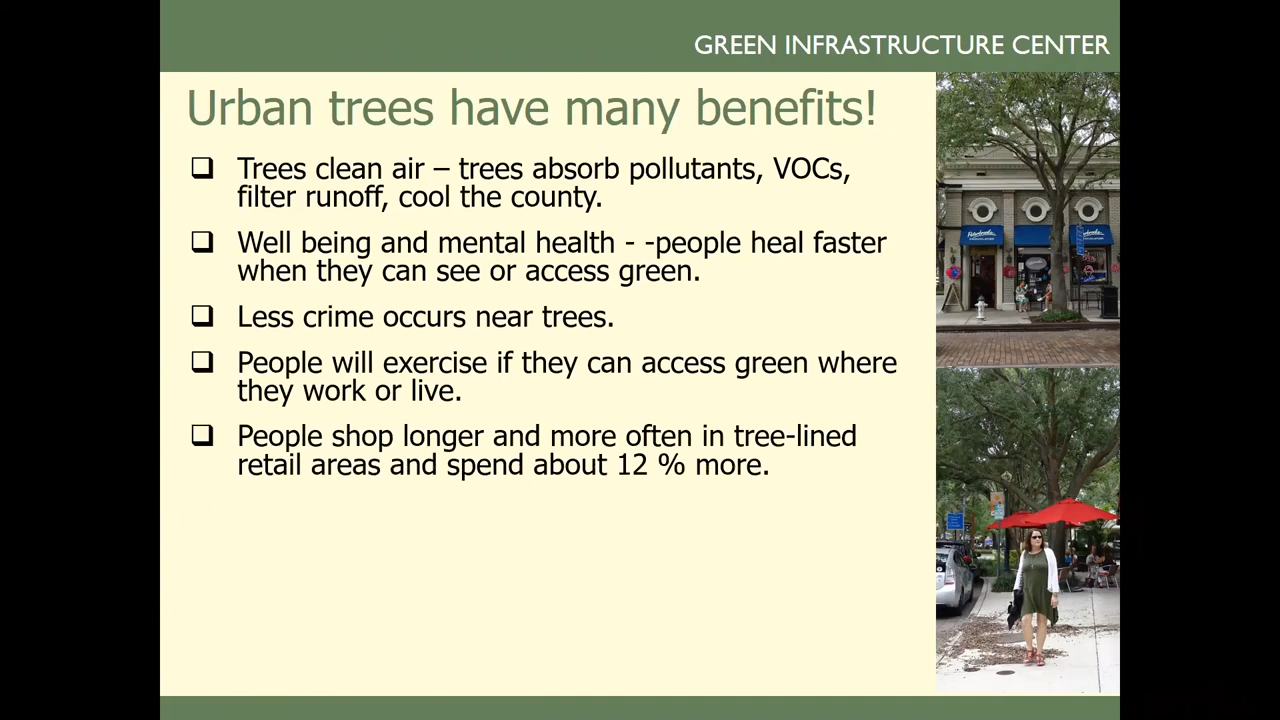 GREEN INFRASTRUCTURE CENTER
Urban trees have many benefits!
❑ Trees clean air – trees absorb pollutants, VOCs,
filter runoff, cool the county.
❑ Well being and mental health - -people heal faster
when they can see or access green.
❑ Less crime occurs near trees.
❑ People will exercise if they can access green where
they work or live.
❑ People shop longer and more often in tree-lined
retail areas and spend about 12 % more.